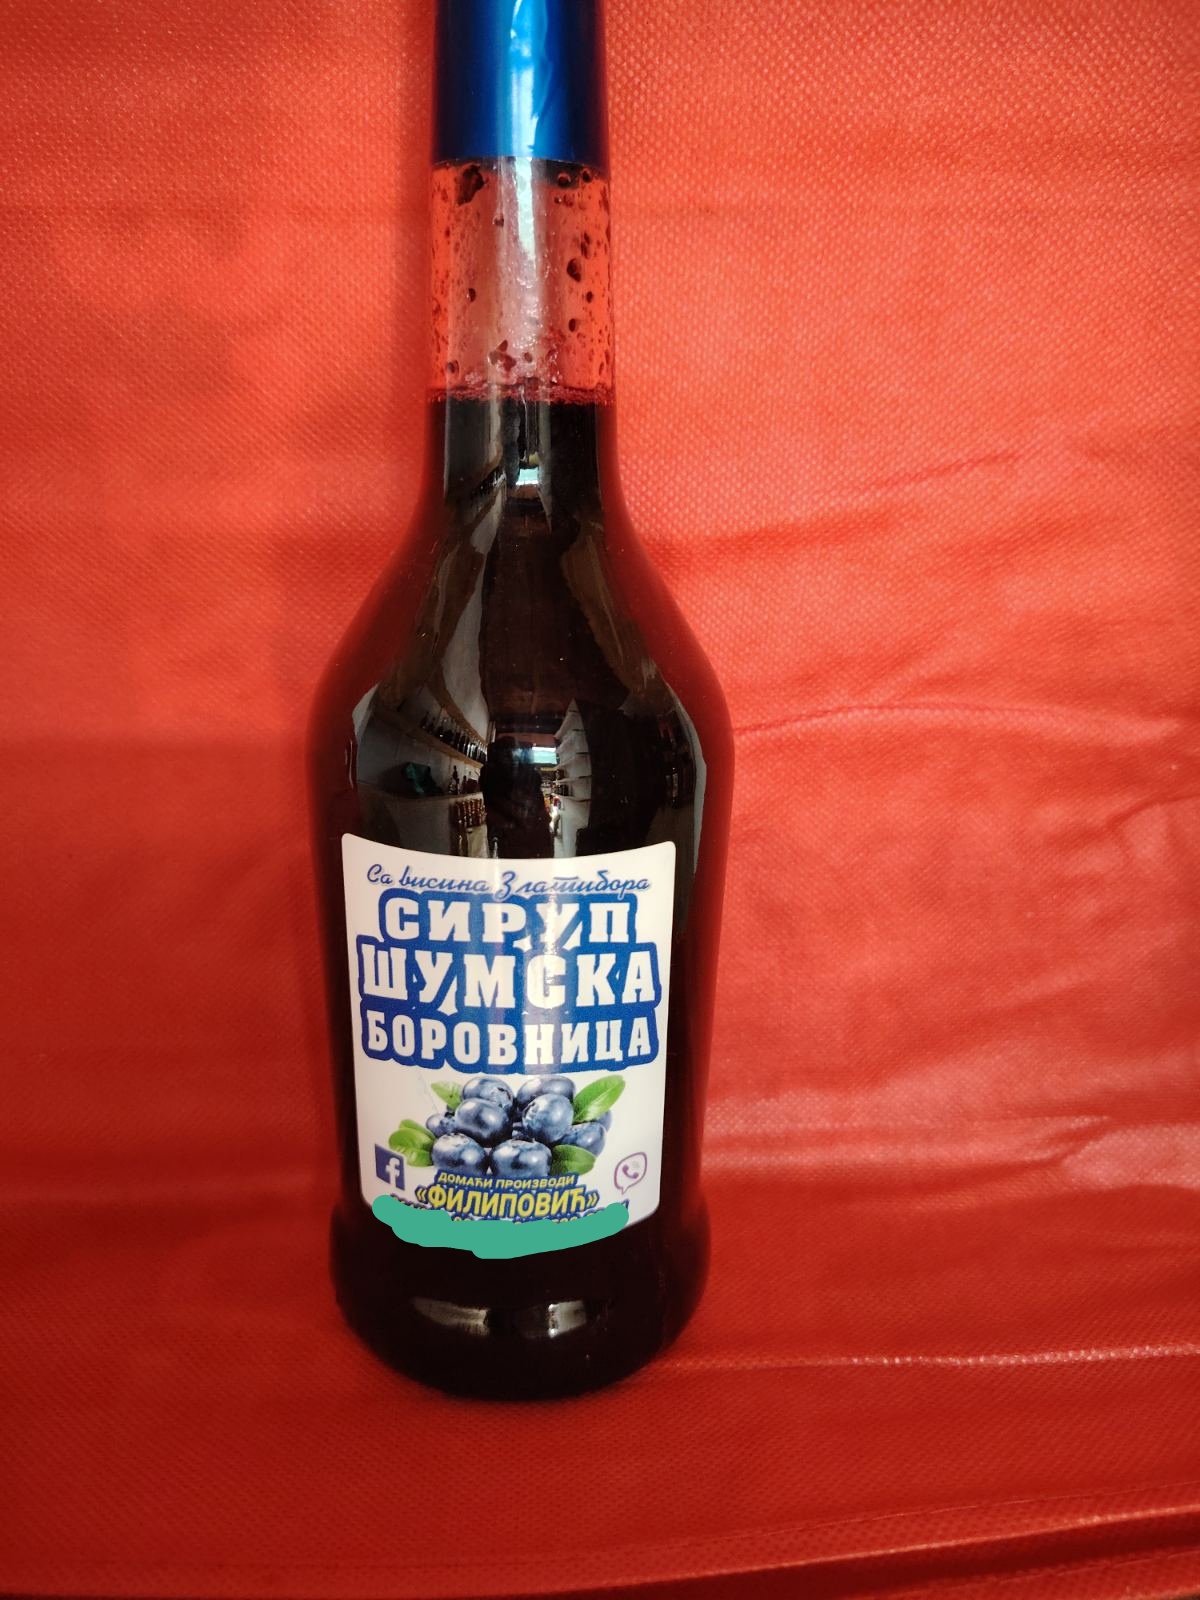 Са висина Златибора
СИРУП
ШУМСКА
БОРОВНИЦА
f
ДОМАЋИ ПРОИЗВОДИ
«ФИЛИПОВИЋ»